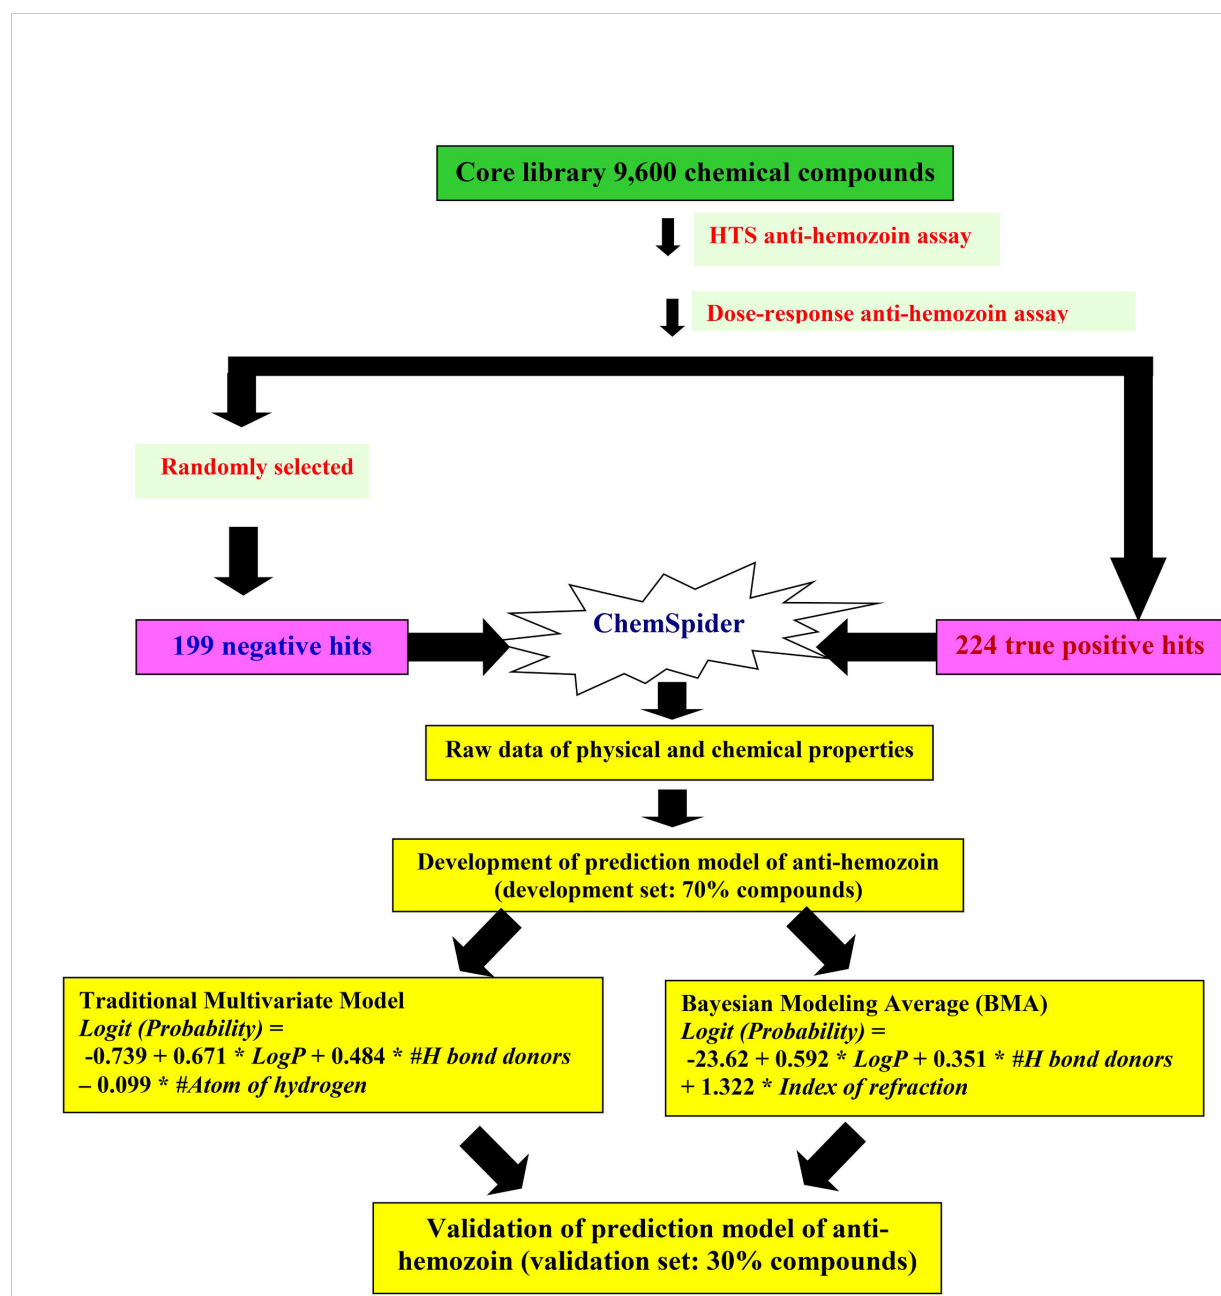 Core library 9,600 chemical compounds
HTS anti-hemozoin assay
Dose-response anti-hemozoin assay
Randomly selected
199 negative hits
ChemSpider
224 true positive hits
Raw data of physical and chemical properties
Development of prediction model of anti-hemozoin
(development set: 70% compounds)
Traditional Multivariate Model
Logit (Probability) =
-0.739 + 0.671 * LogP + 0.484 * #H bond donors
– 0.099 * #Atom of hydrogen
Bayesian Modeling Average (BMA)
Logit (Probability) =
-23.62 + 0.592 * LogP + 0.351 * #H bond donors
+ 1.322 * Index of refraction
Validation of prediction model of anti-
hemozoin (validation set: 30% compounds)